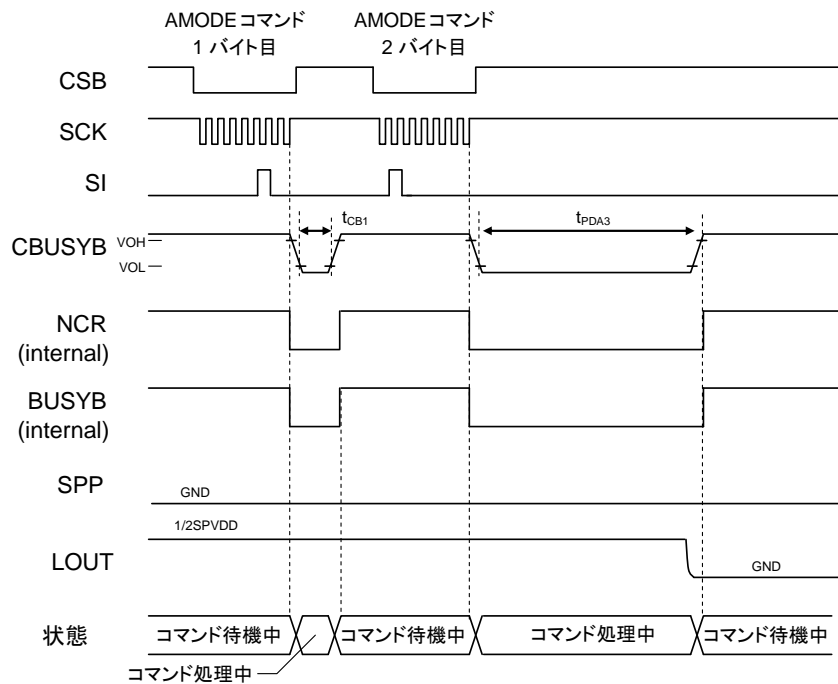 AMODEコマンド AMODEコマンド
1 バイト目 2 バイト目
CSB
SCK
SI
tCB1 tPDA3
CBUSYB
VOH
VOL
NCR
(internal)
BUSYB
(internal)
SPP
GND
1/2SPVDD
LOUT
GND
状態 コマンド待機中 コマンド待機中 コマンド処理中 コマンド待機中
コマンド処理中